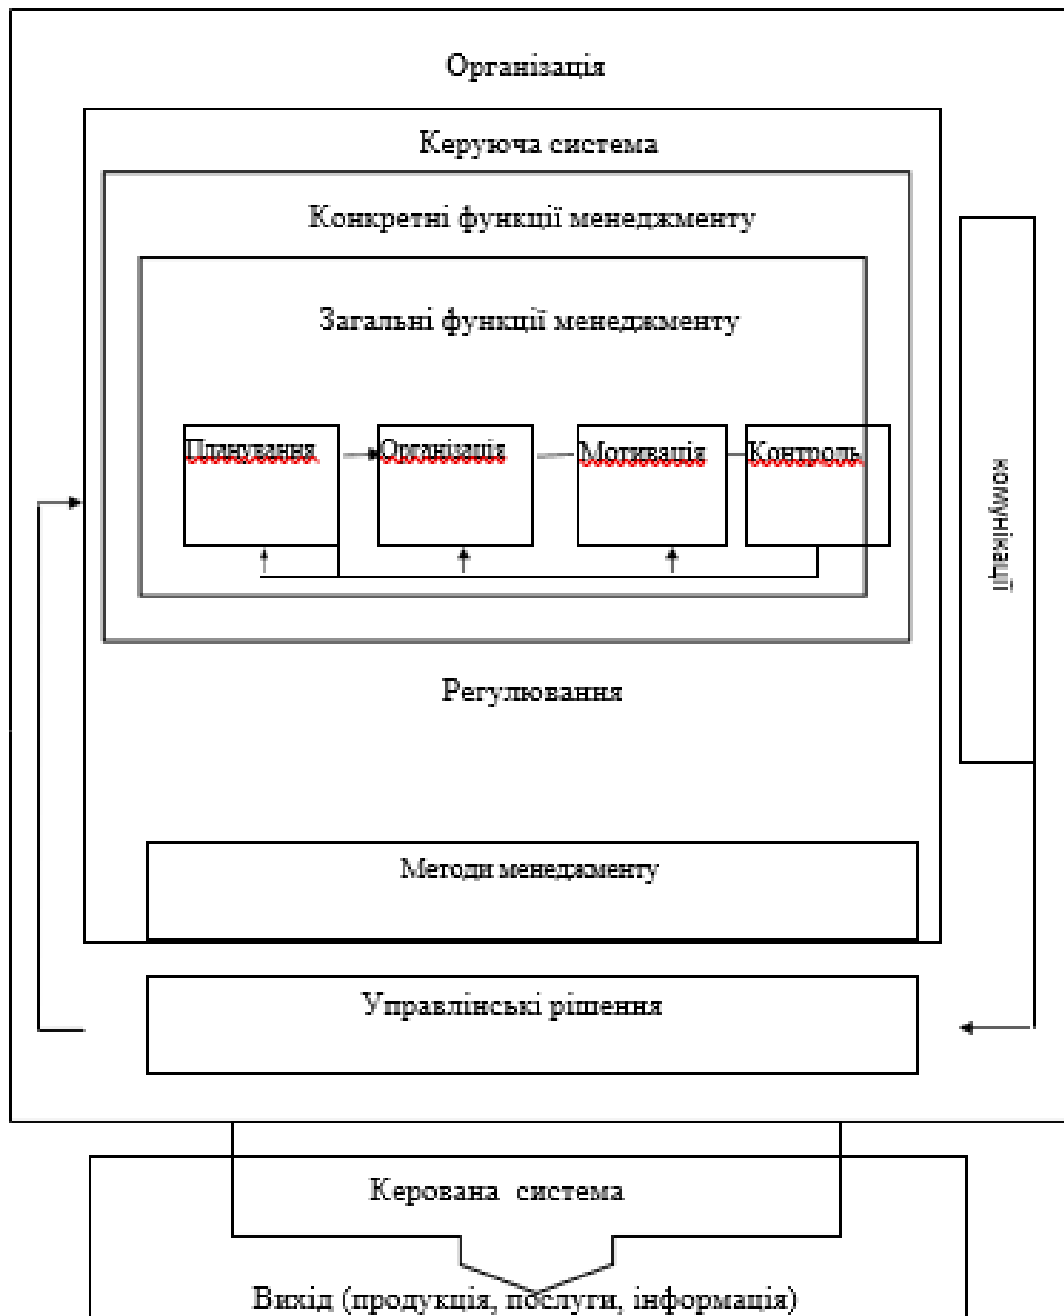 Організація
Керуюча система
Конкретні функції менеджменту
Загальні функції менеджменту
Планування
Організація
Мотивація
Контроль
комунікації
Регулювання
Методи менеджменту
Управлінські рішення
Керована система
Вихід (продукція, послуги, інформація)